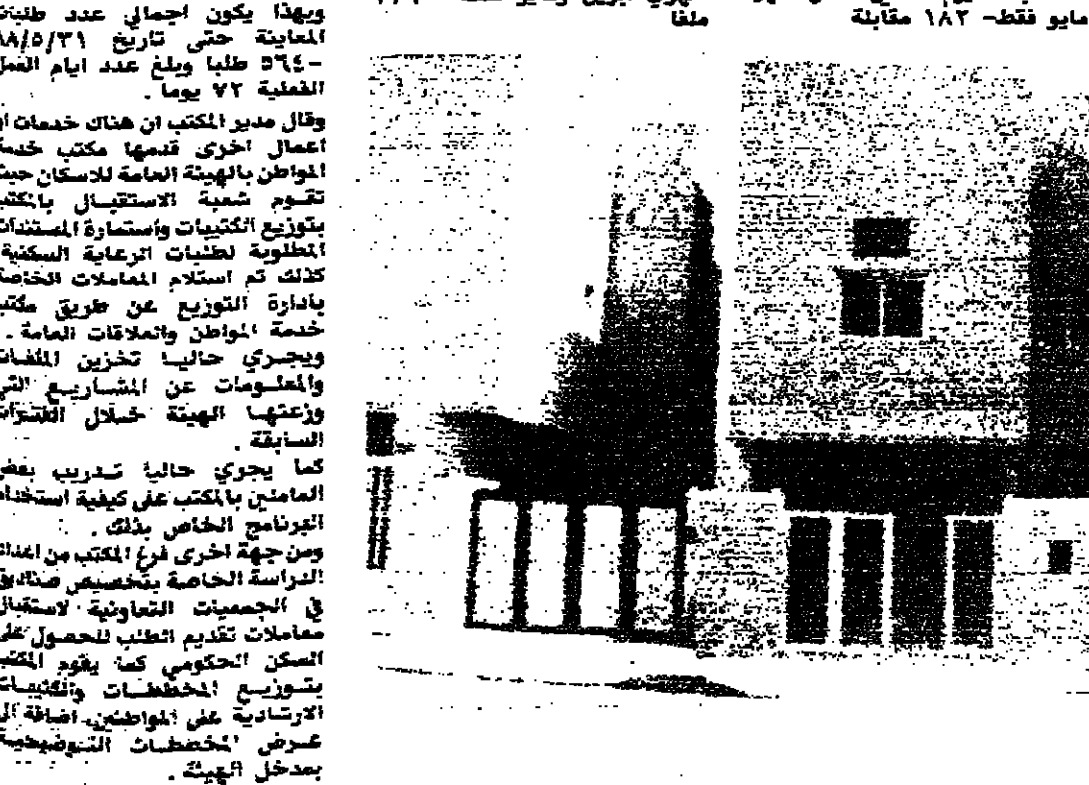 مايو فقط- ١٨٢ مقابلة
ملفا
وبهذا يكون اجمالي عدد طلبات
المعاينة حتى تاريخ ٨٨/٥/٣١
-٥٦٤ طلبا وبلغ عدد ايام العمل
الفعلية ٧٢ يوما .
وقال مدير المكتب ان هناك خدمات
اعمال اخرى قدمها مكتب خدمة
المواطن بالهيئة العامة للاسكان حيث
تقوم شعبة الاستقبال بالمكتب
بتوزيع الكتيبات واستمارة المستندات
المطلوبة لطلبات الرعاية السكنية
كذلك تم استلام المعاملات الخاصة
بادارة التوزيع عن طريق مكتب
خدمة المواطن والعلاقات العامة .
ويجري حاليا تخزين الملفات
والمعلومات عن المشاريع التي
وزعتها الهيئة خلال الفترات
السابقة .
كما يجري حاليا تدريب بعض
العاملين بالمكتب على كيفية استخدام
البرنامج الخاص بذلك .
ومن جهة اخرى فرغ المكتب من اعداد
الدراسة الخاصة بتخصيص صناديق
في الجمعيات التعاونية لاستقبال
معاملات تقديم الطلب للحصول على
السكن الحكومي كما يقوم المكتب
بتوزيع المخططات والكتيبات
الارشادية على المواطنين اضافة الى
عرض المخططات التوضيحية
بمدخل الهيئة .